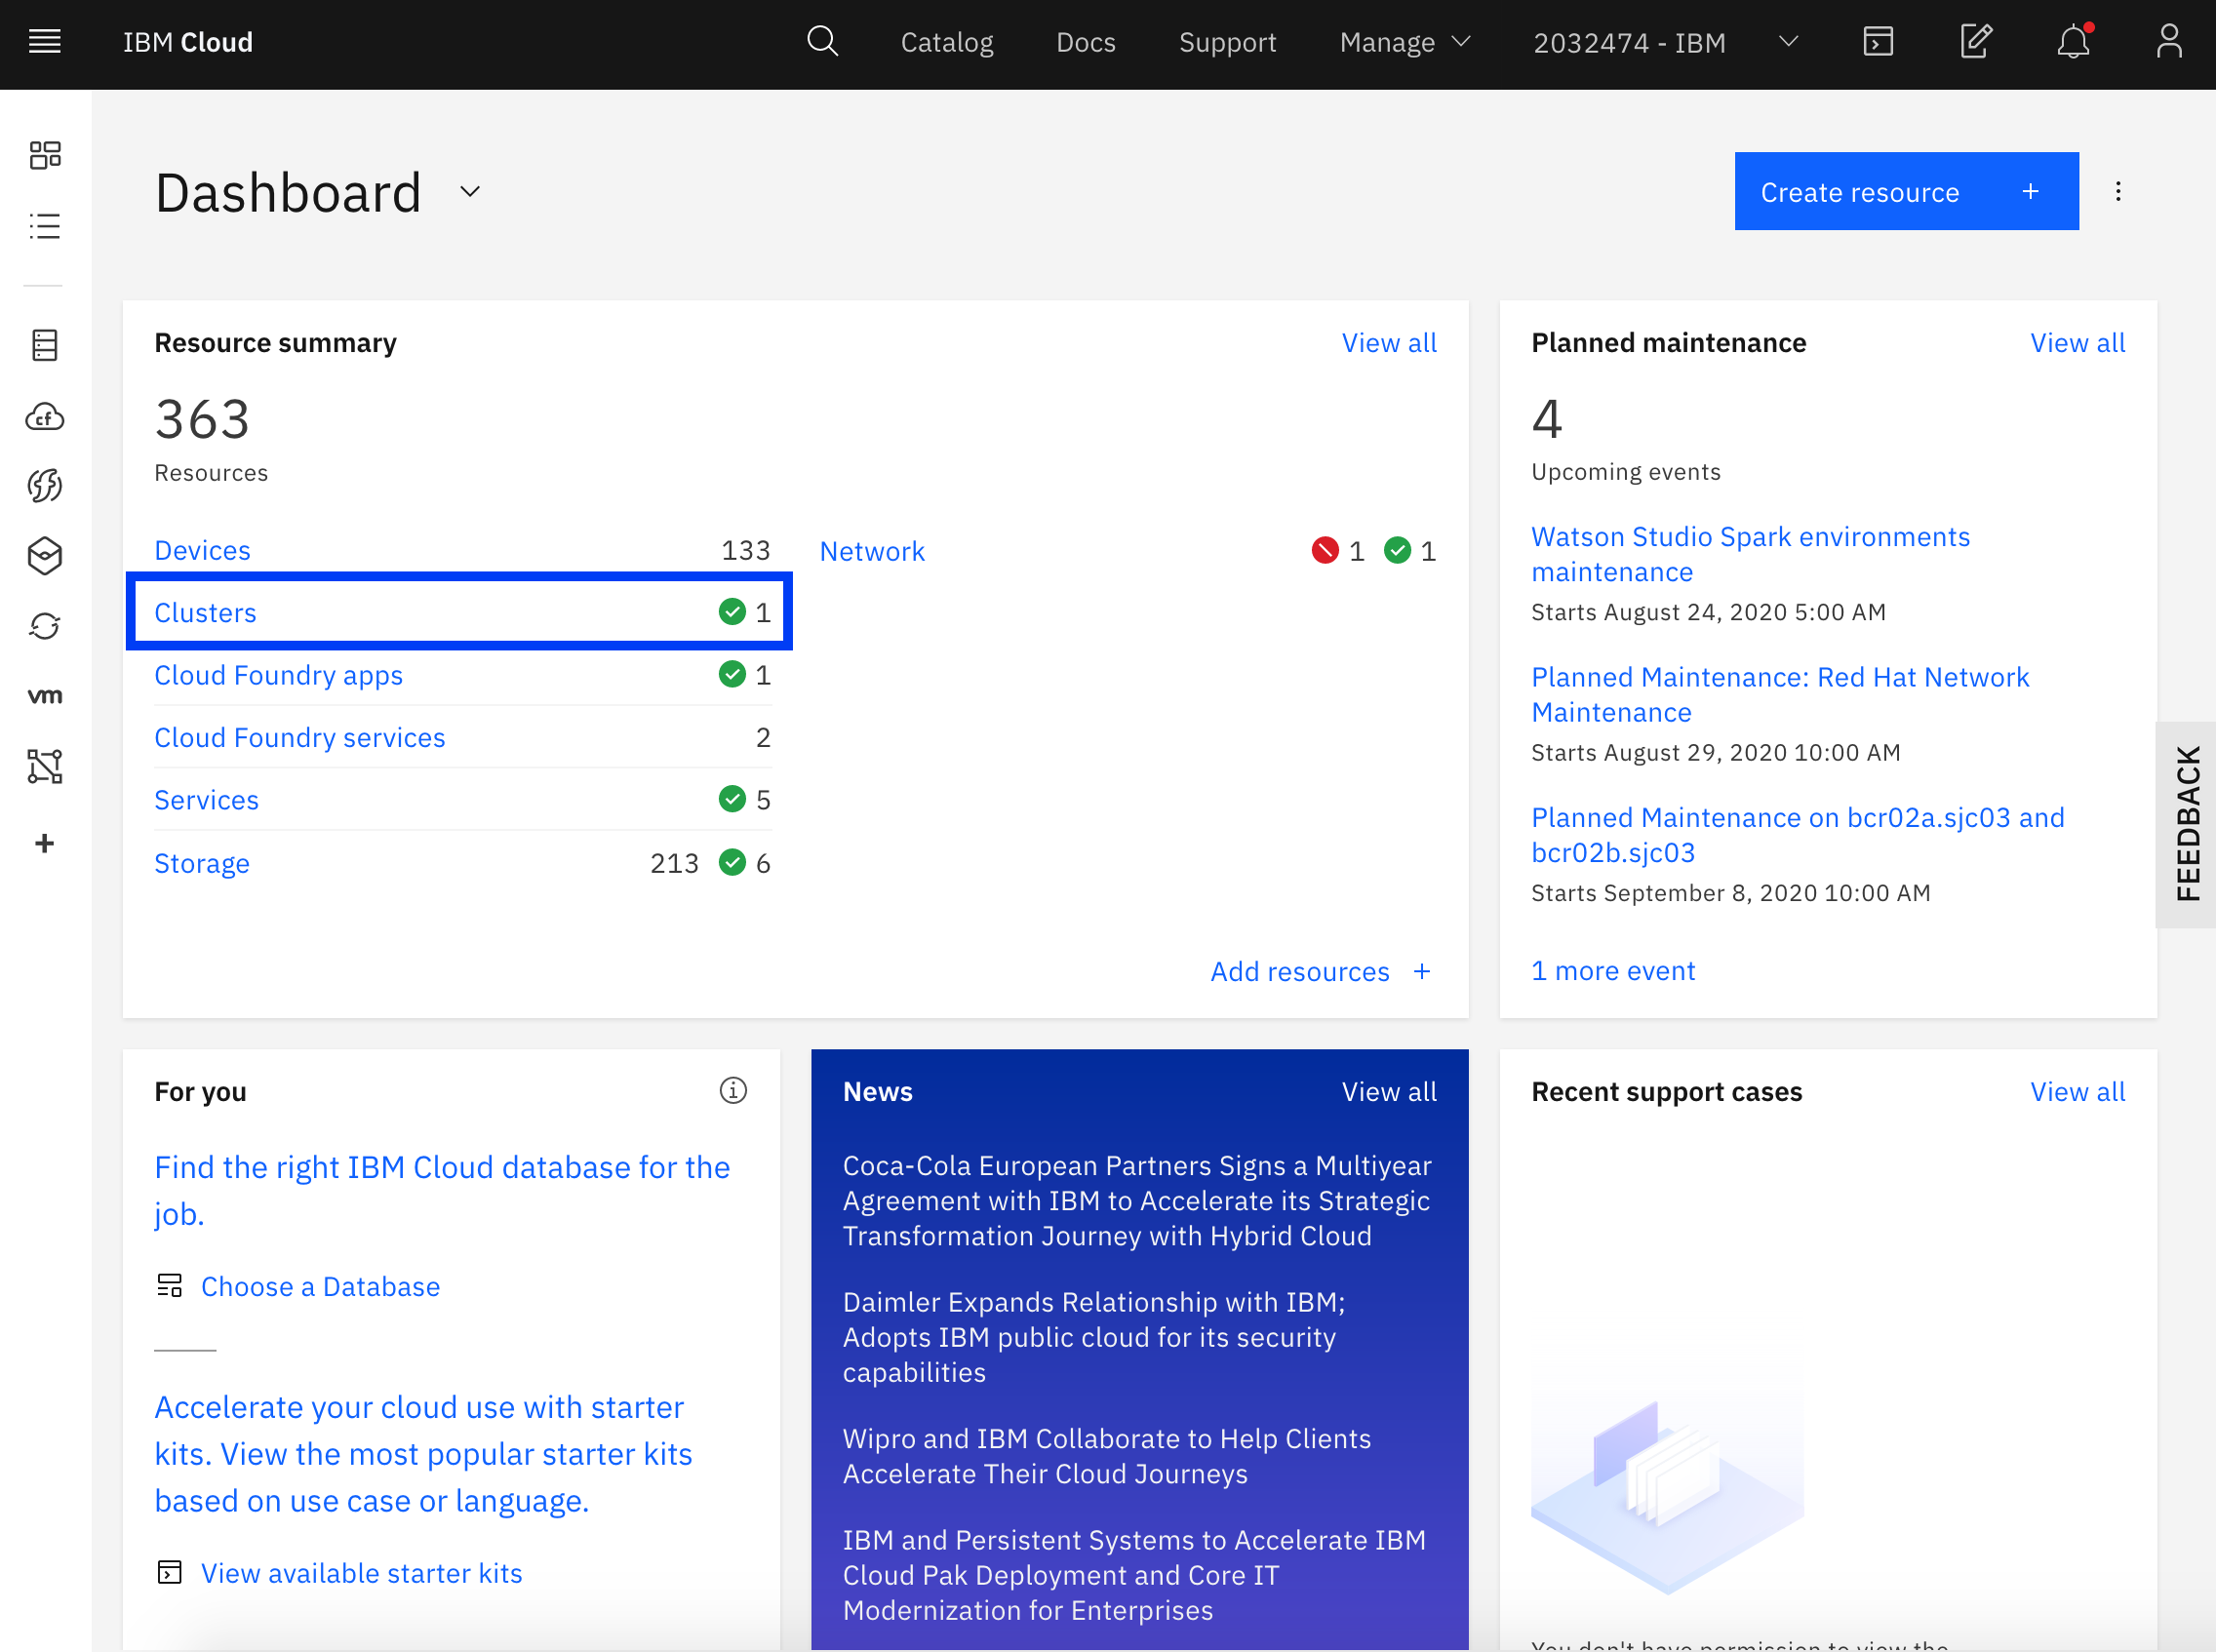 IBM Cloud
Catalog
Docs
Support
Manage
2032474 - IBM
Dashboard
Create resource +
cf
vm
Resource summary
View all
363
Resources
Devices 133
Clusters 1
Cloud Foundry apps 1
Cloud Foundry services 2
Services 5
Storage 213 6
Network 1 1
Add resources +
Planned maintenance
View all
4
Upcoming events
Watson Studio Spark environments
maintenance
Starts August 24, 2020 5:00 AM
Planned Maintenance: Red Hat Network
Maintenance
Starts August 29, 2020 10:00 AM
Planned Maintenance on bcr02a.sjc03 and
bcr02b.sjc03
Starts September 8, 2020 10:00 AM
1 more event
FEEDBACK
For you
Find the right IBM Cloud database for the
job.
Choose a Database
Accelerate your cloud use with starter
kits. View the most popular starter kits
based on use case or language.
View available starter kits
News
View all
Coca-Cola European Partners Signs a Multiyear
Agreement with IBM to Accelerate its Strategic
Transformation Journey with Hybrid Cloud
Daimler Expands Relationship with IBM;
Adopts IBM public cloud for its security
capabilities
Wipro and IBM Collaborate to Help Clients
Accelerate Their Cloud Journeys
IBM and Persistent Systems to Accelerate IBM
Cloud Pak Deployment and Core IT
Modernization for Enterprises
Recent support cases
View all
You don't have permission to view the